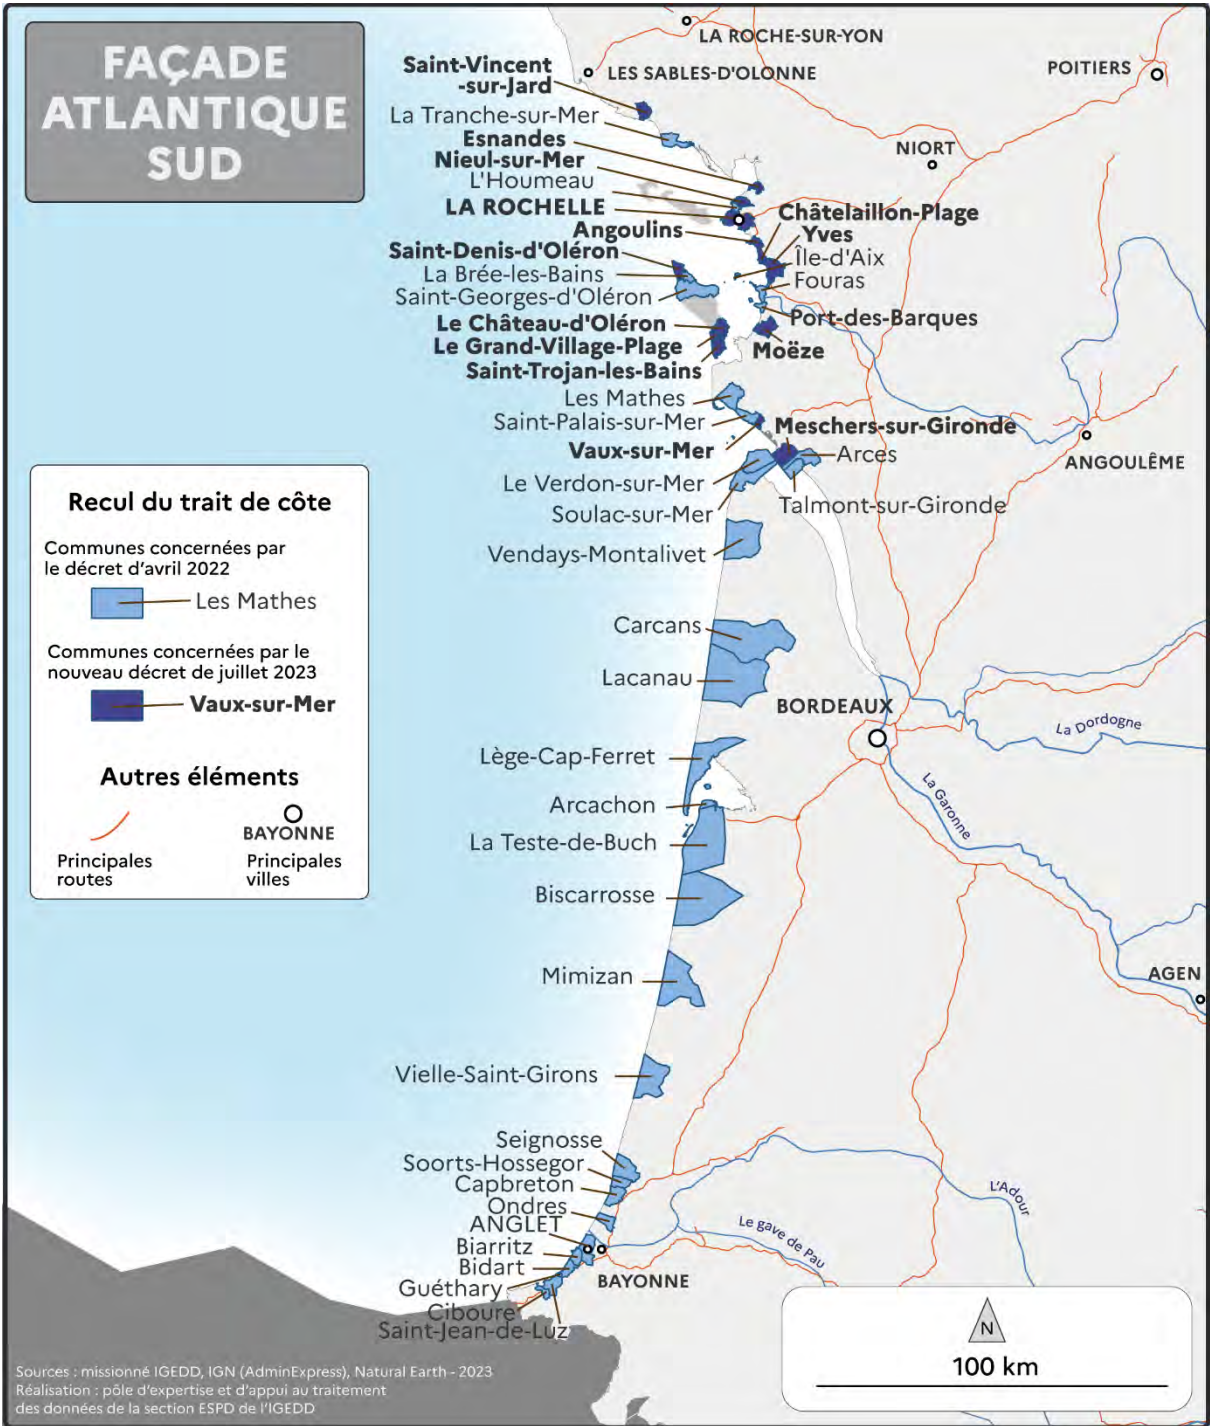 FAÇADE
ATLANTIQUE
SUD
LA ROCHE-SUR-YON
LES SABLES-D'OLONNE
POITIERS
NIORT
Saint-Vincent
-sur-Jard
La Tranche-sur-Mer
Esnandes
Nieul-sur-Mer
L'Houmeau
LA ROCHELLE
Angoulins
Châtelaillon-Plage
Yves
Île-d'Aix
Fouras
Saint-Denis-d'Oléron
La Brée-les-Bains
Saint-Georges-d'Oléron
Port-des-Barques
Le Château-d'Oléron
Le Grand-Village-Plage
Moëze
Saint-Trojan-les-Bains
Les Mathes
Saint-Palais-sur-Mer
Meschers-sur-Gironde
Vaux-sur-Mer
Arces
ANGOULÊME
Le Verdon-sur-Mer
Talmont-sur-Gironde
Soulac-sur-Mer
Vendays-Montalivet
Carcans
Lacanau
BORDEAUX
La Dordogne
Lège-Cap-Ferret
La Garonne
Arcachon
La Teste-de-Buch
Biscarrosse
Mimizan
AGEN
Vielle-Saint-Girons
Seignosse
Soorts-Hossegor
Capbreton
Ondres
ANGLET
L'Adour
Le gave de Pau
Biarritz
Bidart
BAYONNE
Guéthary
Ciboure
Saint-Jean-de-Luz
Recul du trait de côte
Communes concernées par
le décret d'avril 2022
Les Mathes
Communes concernées par le
nouveau décret de juillet 2023
Vaux-sur-Mer
Autres éléments
BAYONNE
Principales
routes
Principales
villes
N
100 km
Sources : missionné IGEDD, IGN (AdminExpress), Natural Earth - 2023
Réalisation : pôle d'expertise et d'appui au traitement
des données de la section ESPD de l'IGEDD